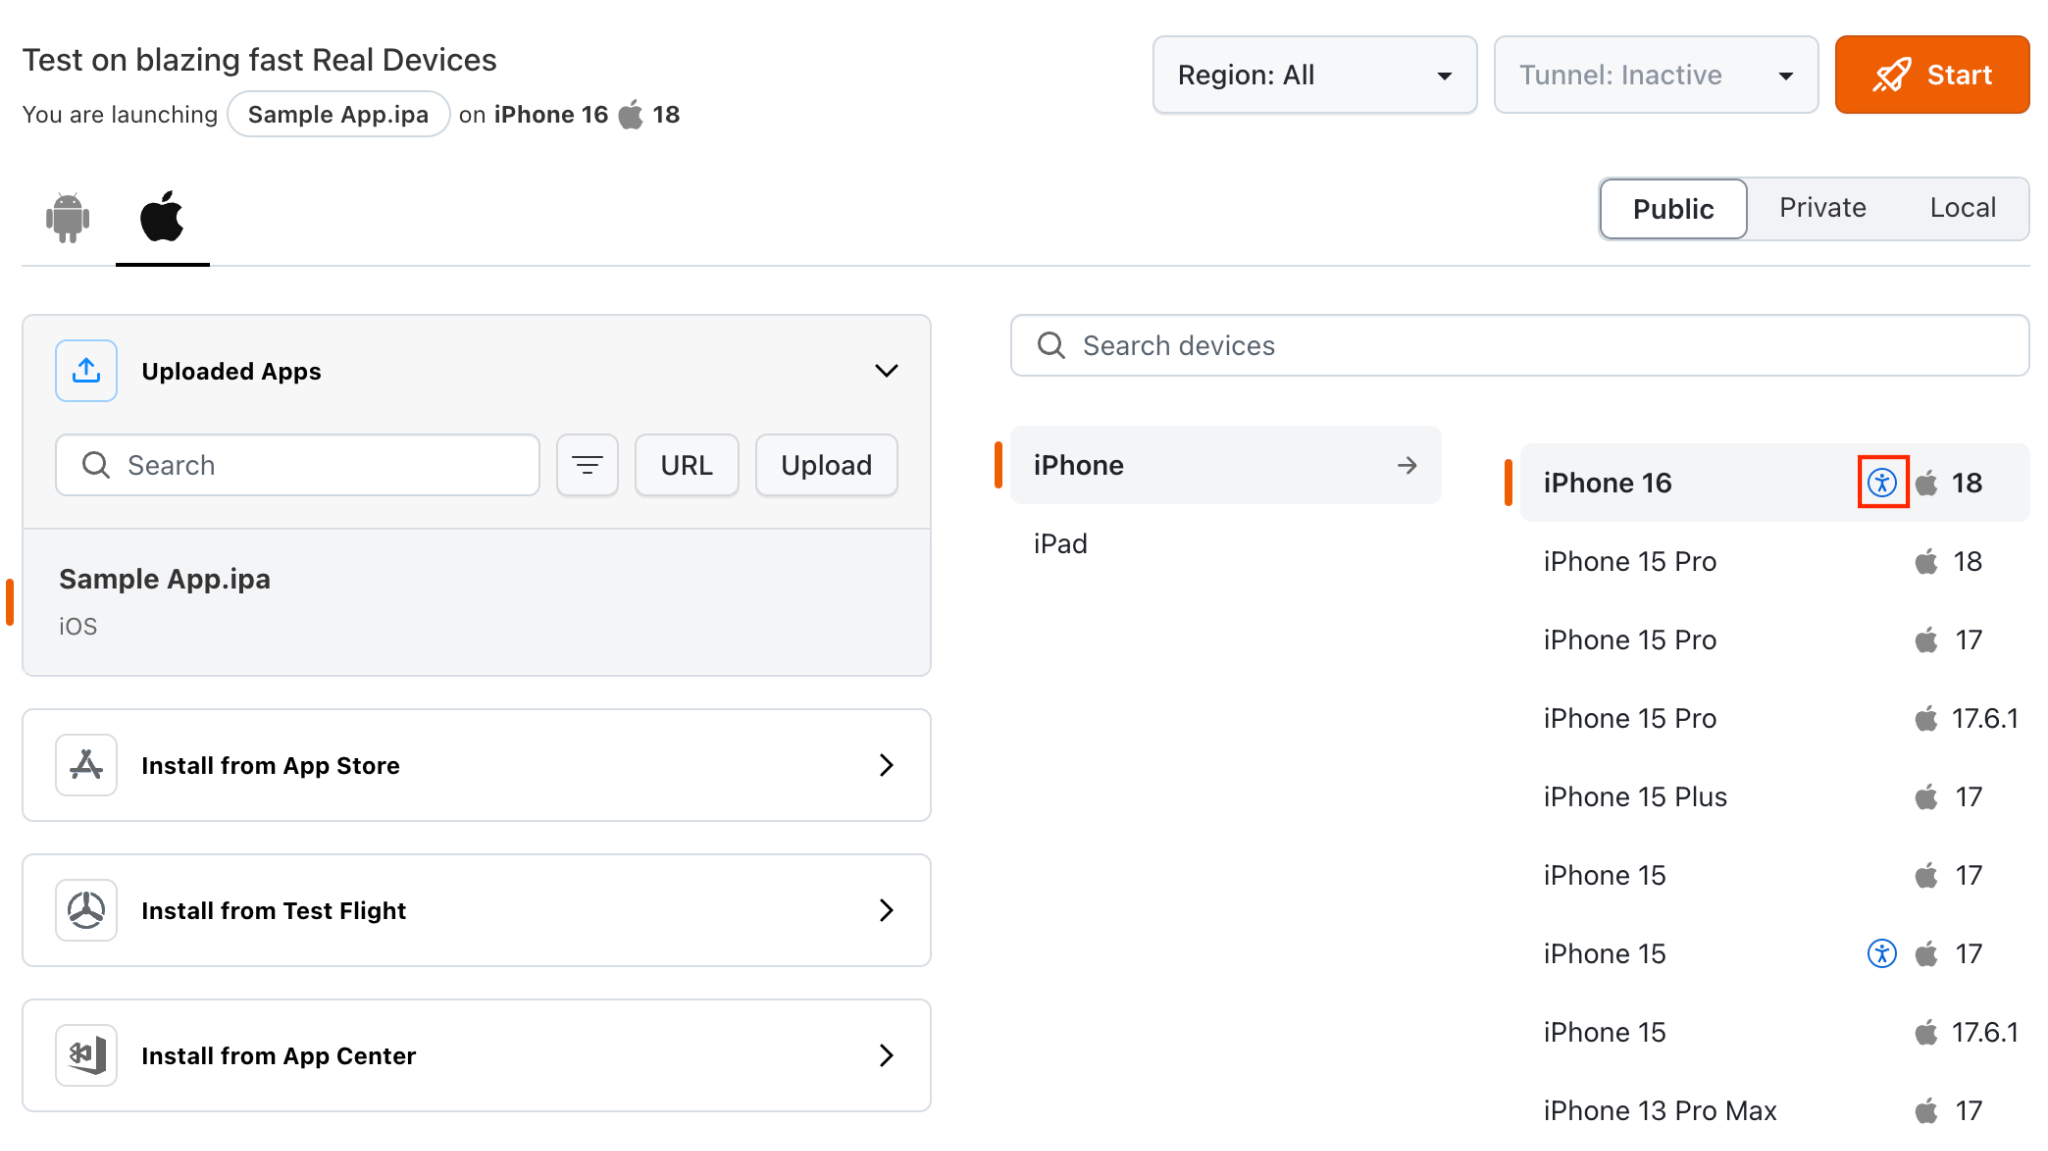 Test on blazing fast Real Devices
You are launching Sample App.ipa on iPhone 16 18
Region: All
Tunnel: Inactive
Start
Public
Private
Local
Uploaded Apps
Search
URL
Upload
Sample App.ipa
iOS
Install from App Store
Install from Test Flight
Install from App Center
Search devices
iPhone
iPad
iPhone 16 18
iPhone 15 Pro 18
iPhone 15 Pro 17
iPhone 15 Pro 17.6.1
iPhone 15 Plus 17
iPhone 15 17
iPhone 15 17
iPhone 15 17.6.1
iPhone 13 Pro Max 17